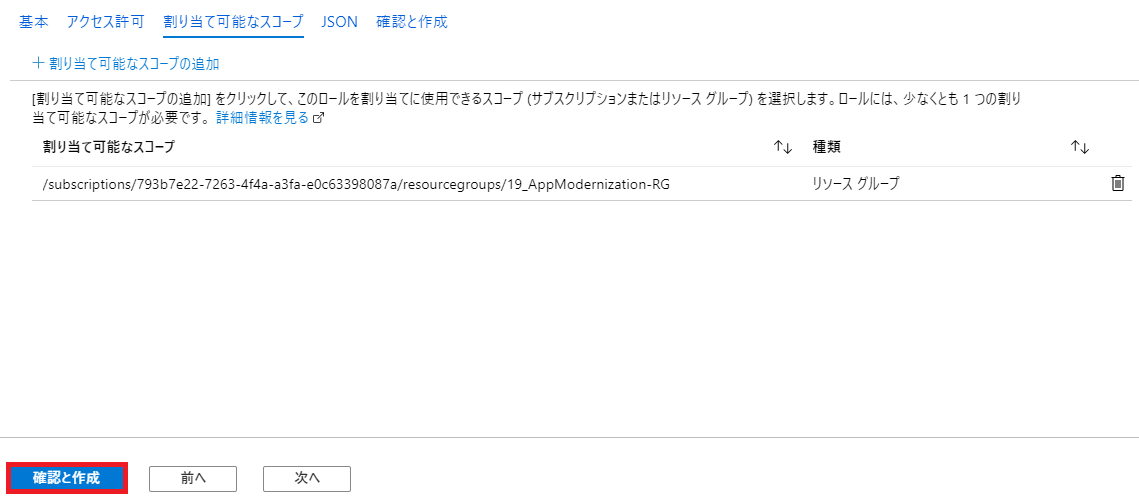 基本 アクセス許可 割り当て可能なスコープ JSON 確認と作成
+ 割り当て可能なスコープの追加
[割り当て可能なスコープの追加] をクリックして、このロールを割り当てに使用できるスコープ (サブスクリプションまたはリソース グループ) を選択します。ロールには、少なくとも 1 つの割り
当て可能なスコープが必要です。 詳細情報を見る
割り当て可能なスコープ ↑↓ 種類 ↑↓
/subscriptions/793b7e22-7263-4f4a-a3fa-e0c63398087a/resourcegroups/19_AppModernization-RG リソース グループ
確認と作成 前へ 次へ